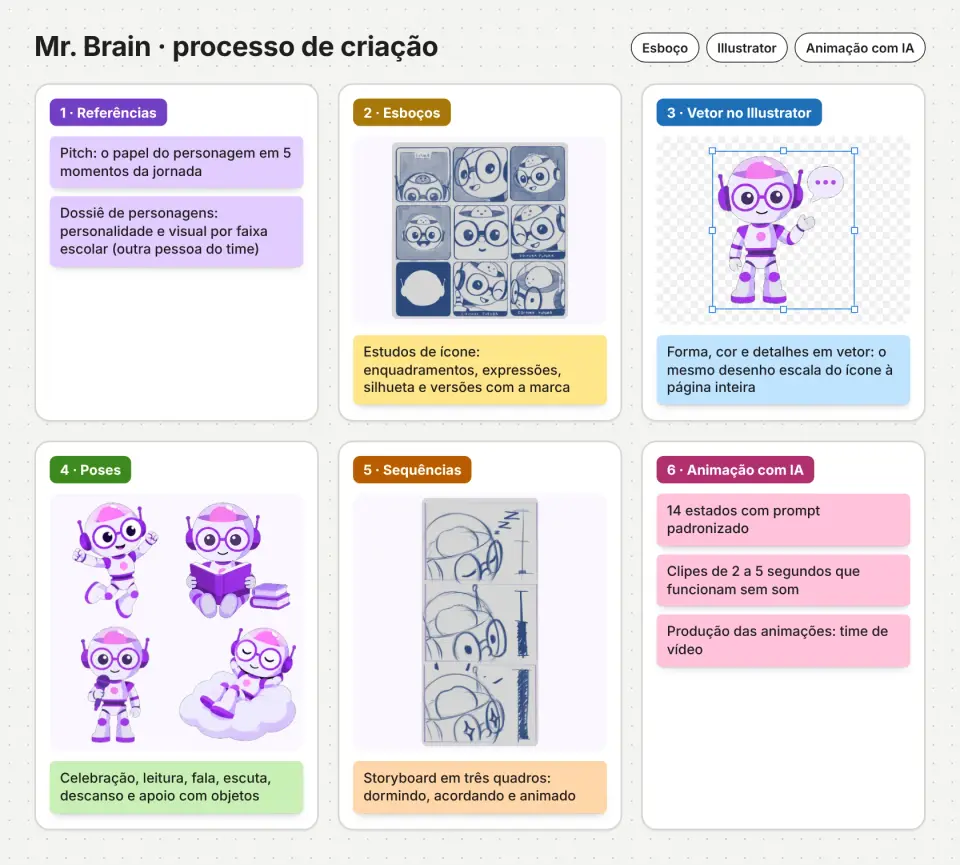 Mr. Brain · processo de criação
Esboço
Illustrator
Animação com IA
1 · Referências
Pitch: o papel do personagem em 5
momentos da jornada
Dossiê de personagens:
personalidade e visual por faixa
escolar (outra pessoa do time)
2 · Esboços
Estudos de ícone:
enquadramentos, expressões,
silhueta e versões com a marca
3 · Vetor no Illustrator
Forma, cor e detalhes em vetor: o
mesmo desenho escala do ícone à
página inteira
4 · Poses
Celebração, leitura, fala, escuta,
descanso e apoio com objetos
5 · Sequências
zzz
Storyboard em três quadros:
dormindo, acordando e animado
6 · Animação com IA
14 estados com prompt
padronizado
Clipes de 2 a 5 segundos que
funcionam sem som
Produção das animações: time de
vídeo